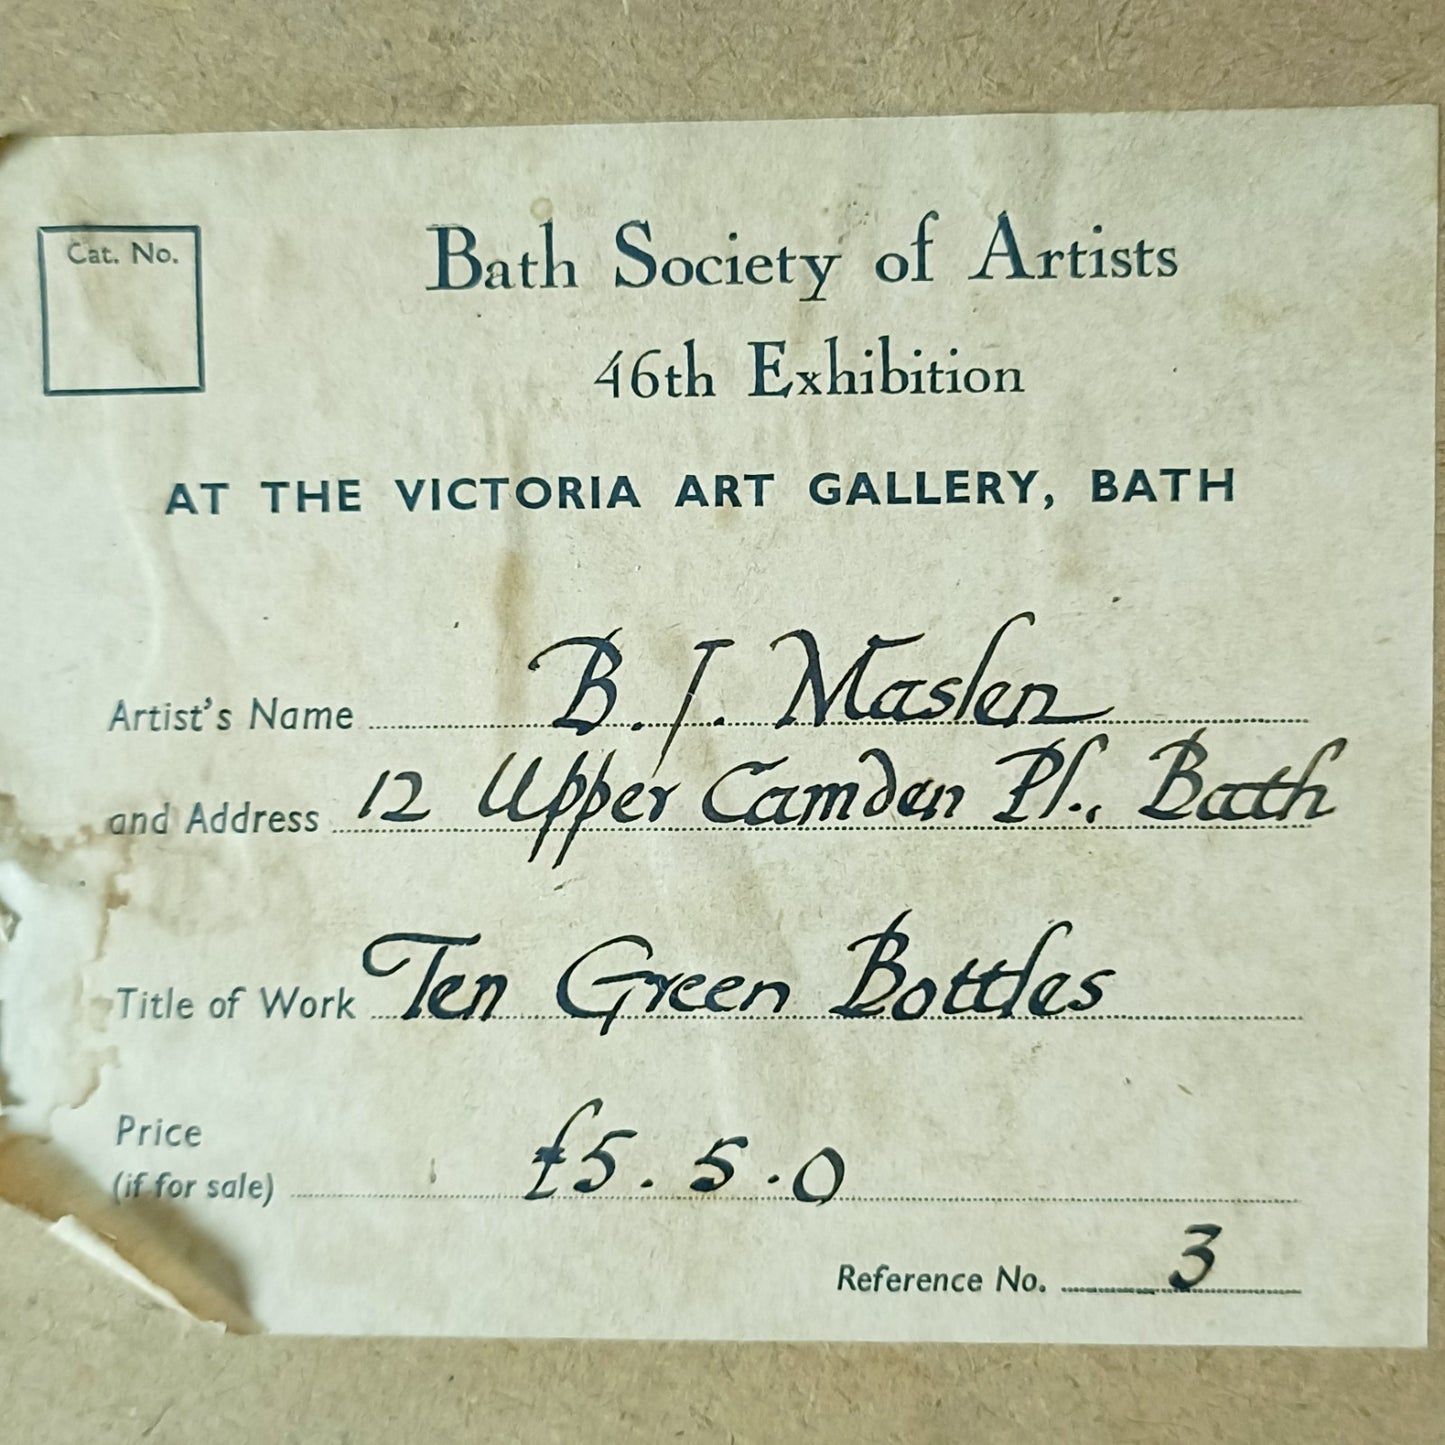 Cat. No.
Bath Society of Artists
46th Exhibition
AT THE VICTORIA ART GALLERY, BATH
Artist's Name B. J. Maslen
and Address 12 Upper Camden Pl., Bath
Title of Work Ten Green Bottles
Price
(if for sale) £5. 5. 0
Reference No. 3